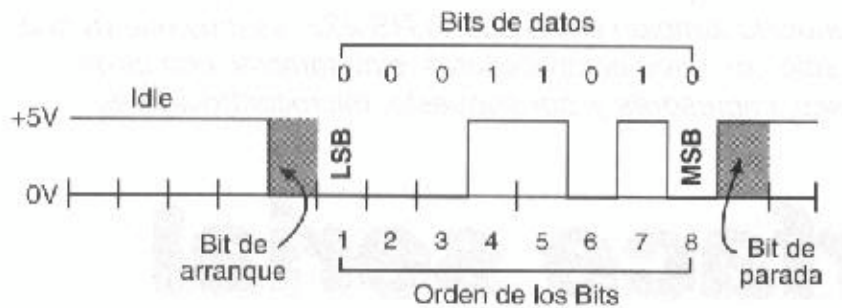 Bits de datos
0 0 0 1 1 0 1 0
Idle
+5V
LSB
MSB
0V
1 2 3 4 5 6 7 8
Bit de
arranque
Bit de
parada
Orden de los Bits